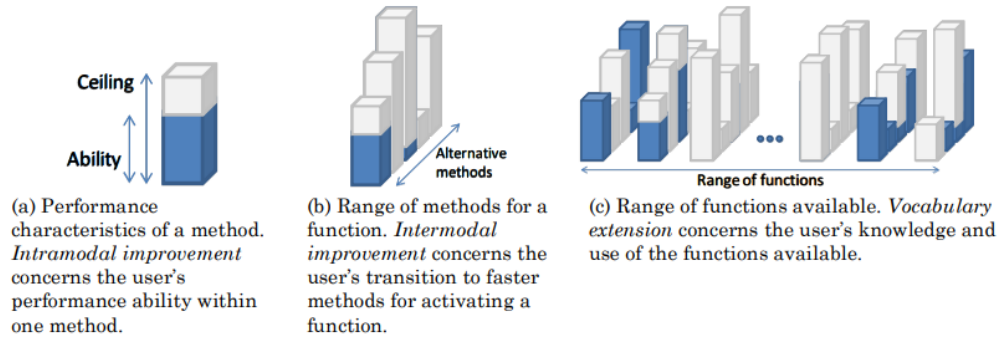 Ceiling
Ability
(a) Performance
characteristics of a method.
Intramodal improvement
concerns the user's
performance ability within
one method.
Alternative
methods
(b) Range of methods for a
function. Intermodal
improvement concerns the
user's transition to faster
methods for activating a
function.
Range of functions
(c) Range of functions available. Vocabulary
extension concerns the user's knowledge and
use of the functions available.